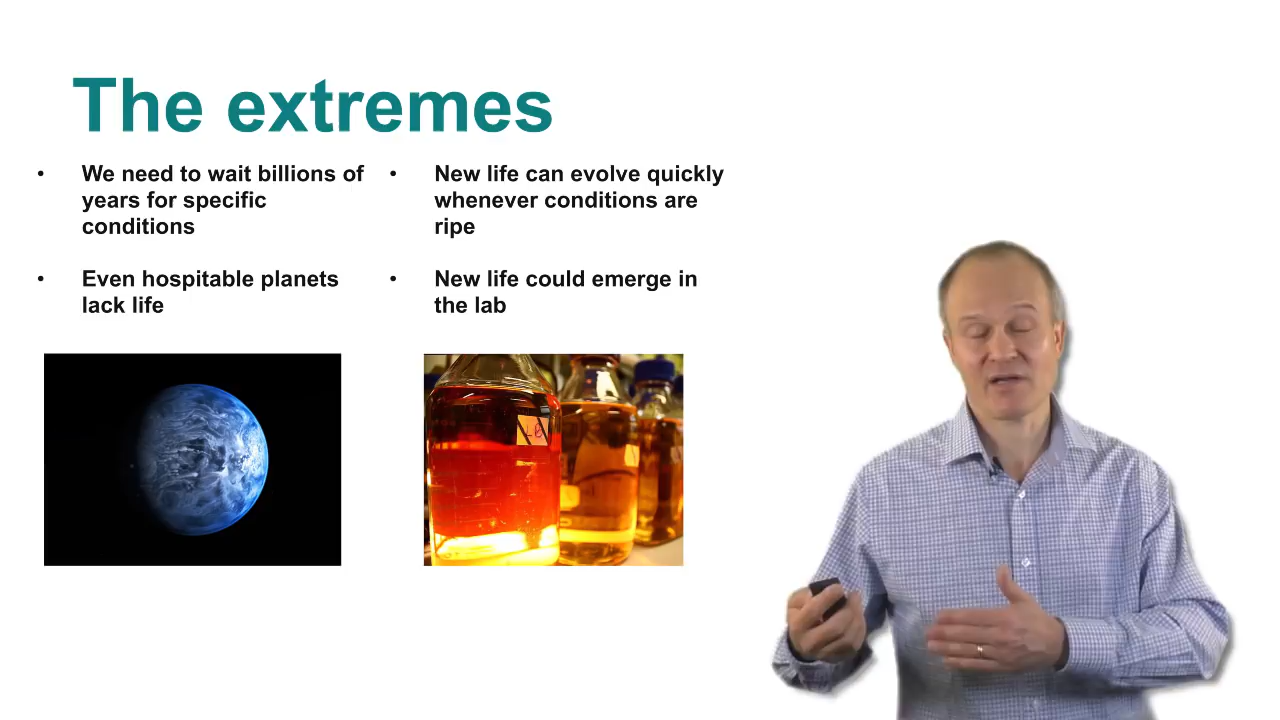 The extremes
• We need to wait billions of
years for specific
conditions
• Even hospitable planets
lack life
• New life can evolve quickly
whenever conditions are
ripe
• New life could emerge in
the lab
LB